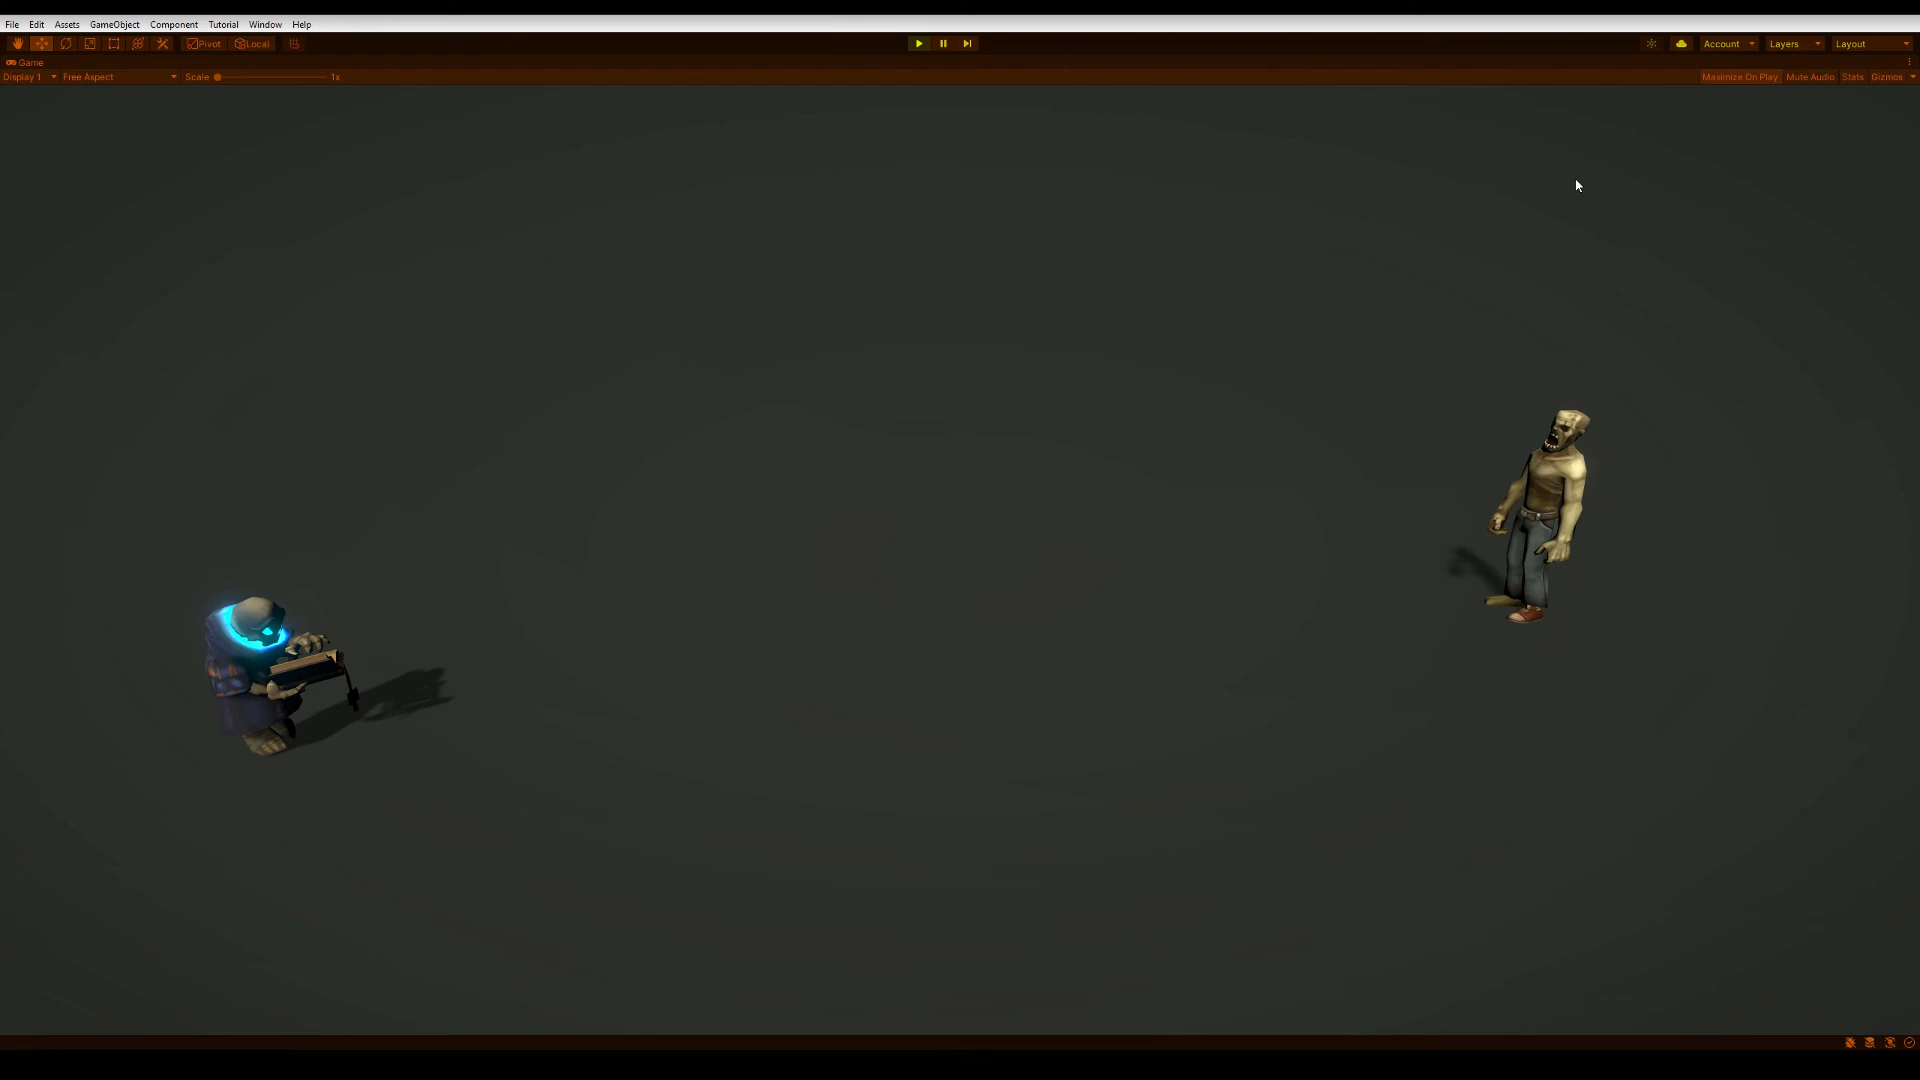 File Edit Assets GameObject Component Tutorial Window Help
Pivot Local Account Layers Layout
Game
Display 1 Free Aspect Scale 1x Maximize On Play Mute Audio Stats Gizmos